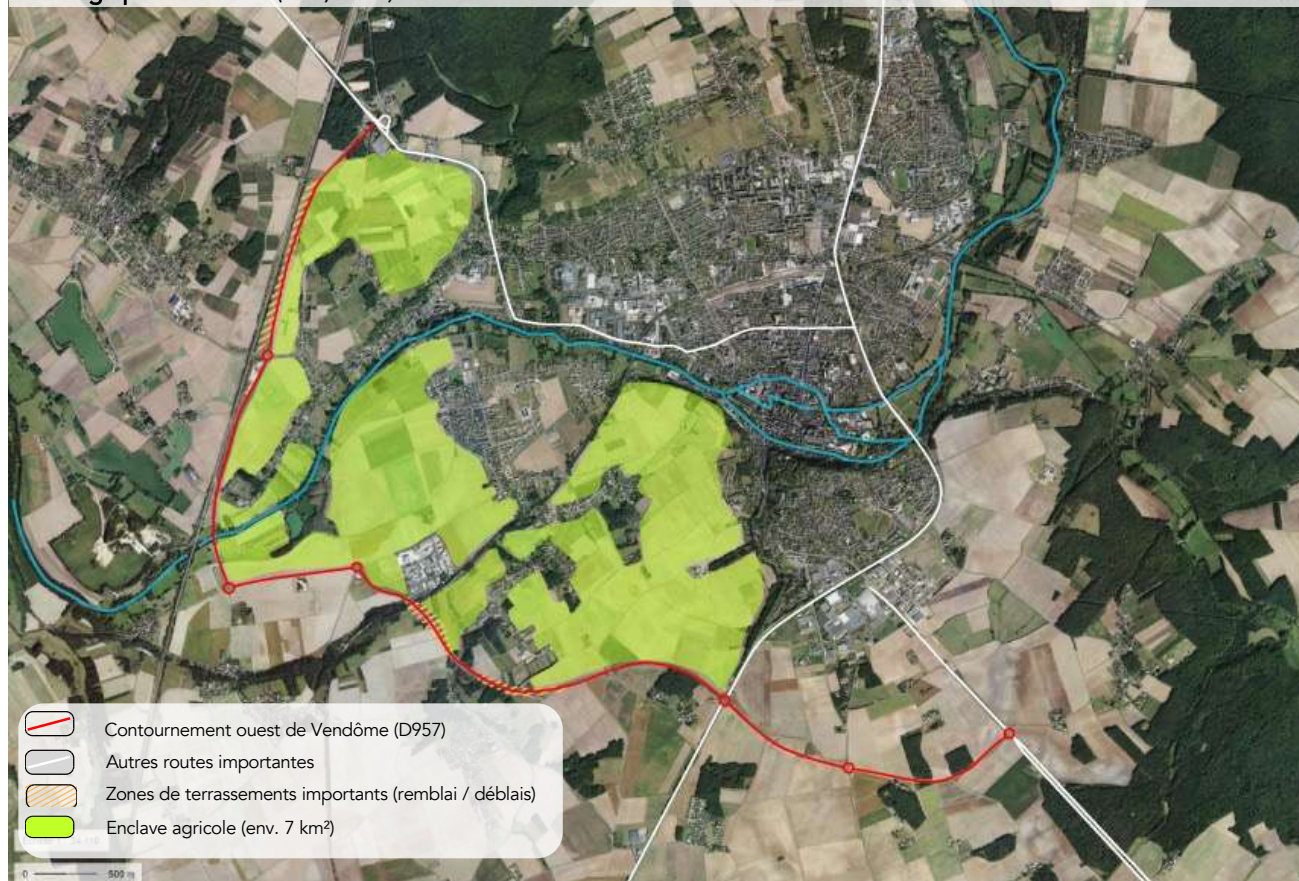 Contournement ouest de Vendôme (D957)
Autres routes importantes
Zones de terrassements importants (remblai / déblais)
Enclave agricole (env. 7 km²)
0 500 m